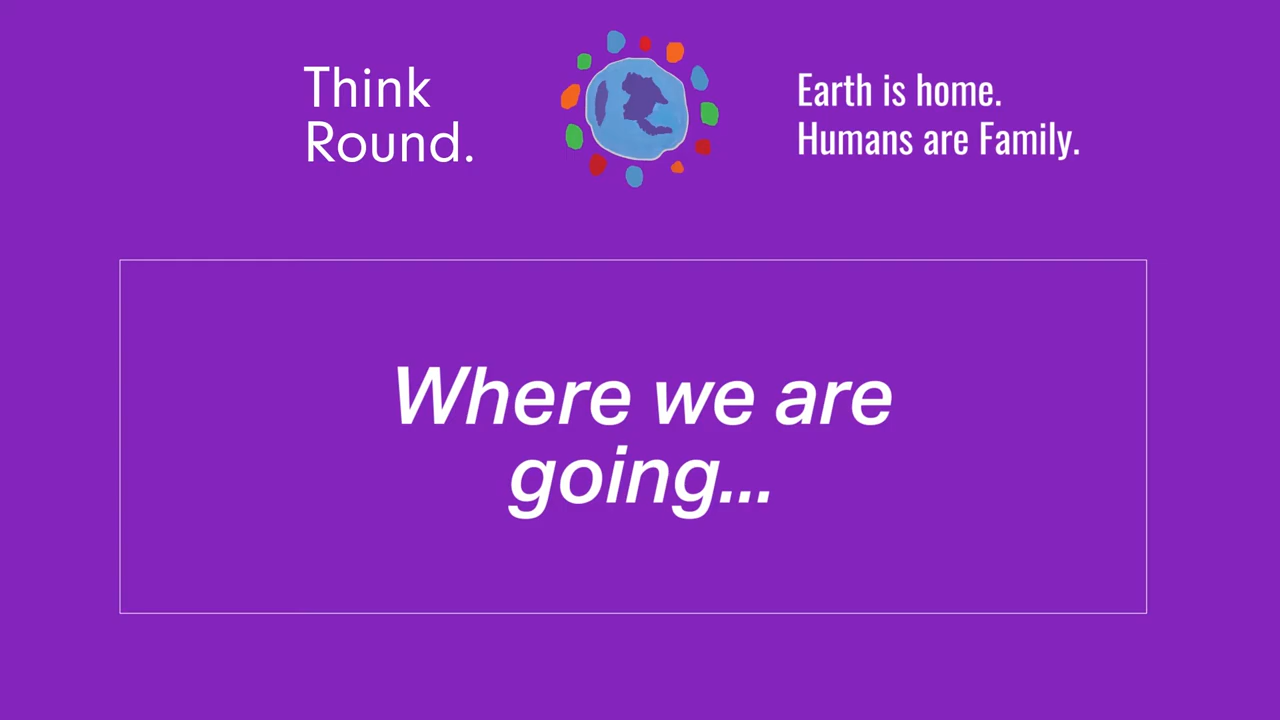 Think
Round.
Earth is home.
Humans are Family.
Where we are
going...